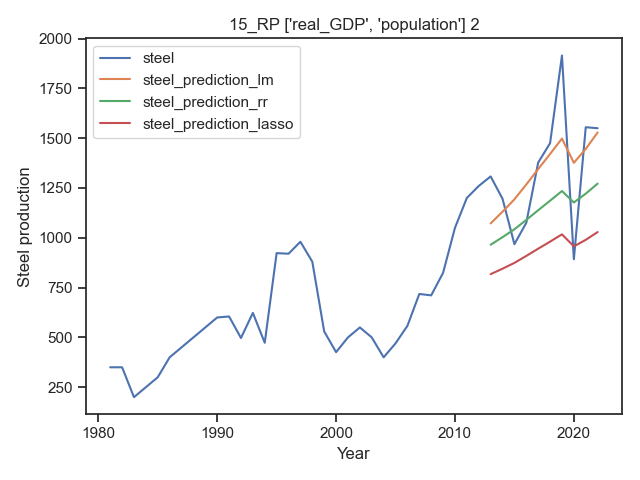 15_RP ['real_GDP', 'population'] 2
steel
steel_prediction_lm
steel_prediction_rr
steel_prediction_lasso
Steel production
2000
1750
1500
1250
1000
750
500
250
1980
1990
2000
2010
2020
Year